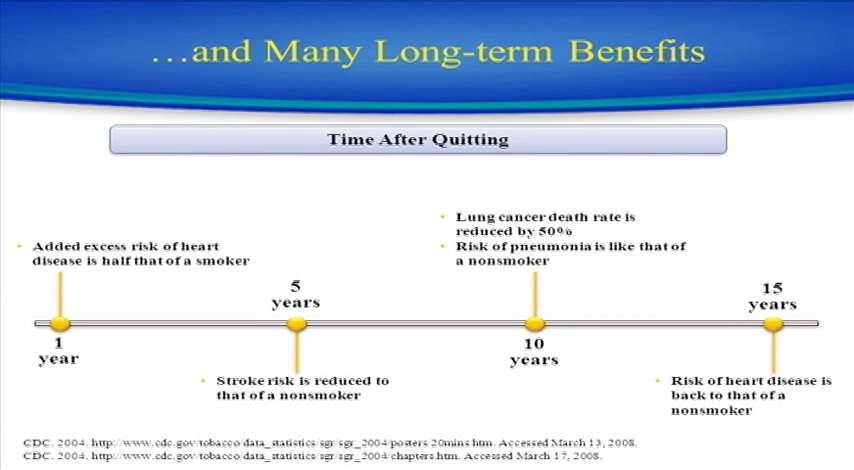 ...and Many Long-term Benefits
Time After Quitting
• Lung cancer death rate is
reduced by 50%
• Risk of pneumonia is like that of
a nonsmoker
• Added excess risk of heart
disease is half that of a smoker
5
years
15
years
1
year
10
years
• Stroke risk is reduced to
that of a nonsmoker
• Risk of heart disease is
back to that of a
nonsmoker
CDC. 2004. http://www.cdc.gov/tobacco/data_statistics/sgr/sgr_2004/posters/20mins.htm. Accessed March 13, 2008.
CDC. 2004. http://www.cdc.gov/tobacco/data_statistics/sgr/sgr_2004/chapters.htm. Accessed March 17, 2008.